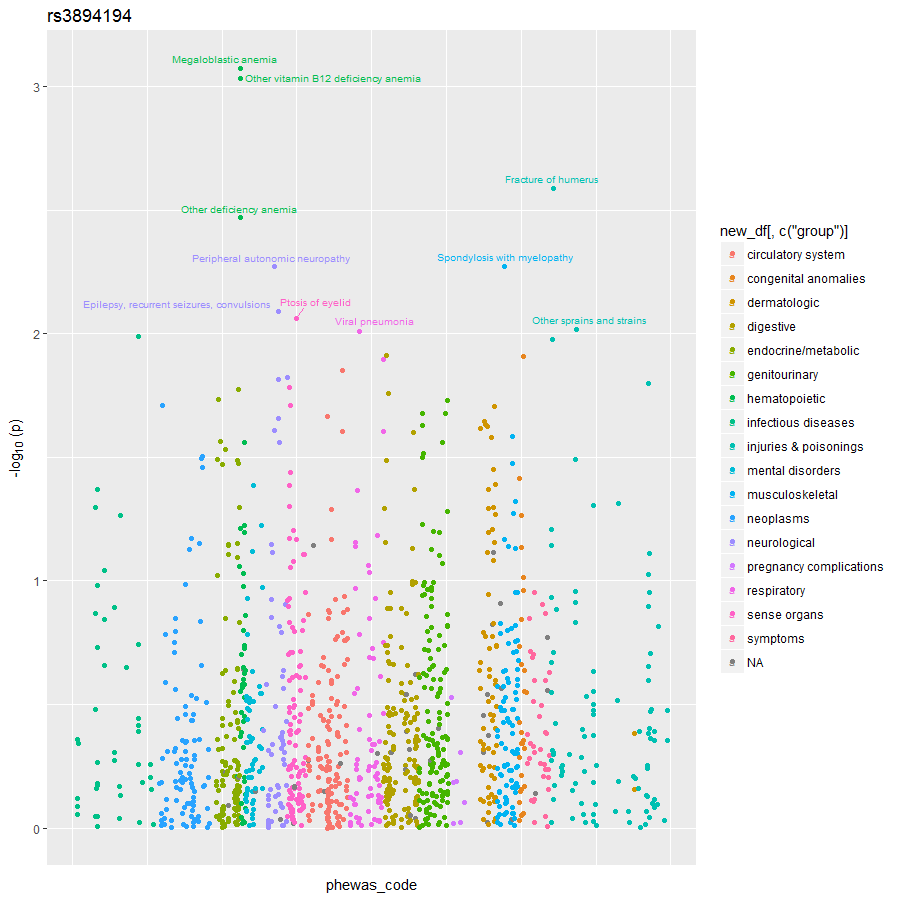 rs3894194
Megaloblastic anemia
Other vitamin B12 deficiency anemia
3
Fracture of humerus
Other deficiency anemia
Peripheral autonomic neuropathy
Spondylosis with myelopathy
Epilepsy, recurrent seizures, convulsions
Ptosis of eyelid
Viral pneumonia
Other sprains and strains
2
1
0
-log10 (p)
phewas_code
new_df[, c("group")]
circulatory system
congenital anomalies
dermatologic
digestive
endocrine/metabolic
genitourinary
hematopoietic
infectious diseases
injuries & poisonings
mental disorders
musculoskeletal
neoplasms
neurological
pregnancy complications
respiratory
sense organs
symptoms
NA